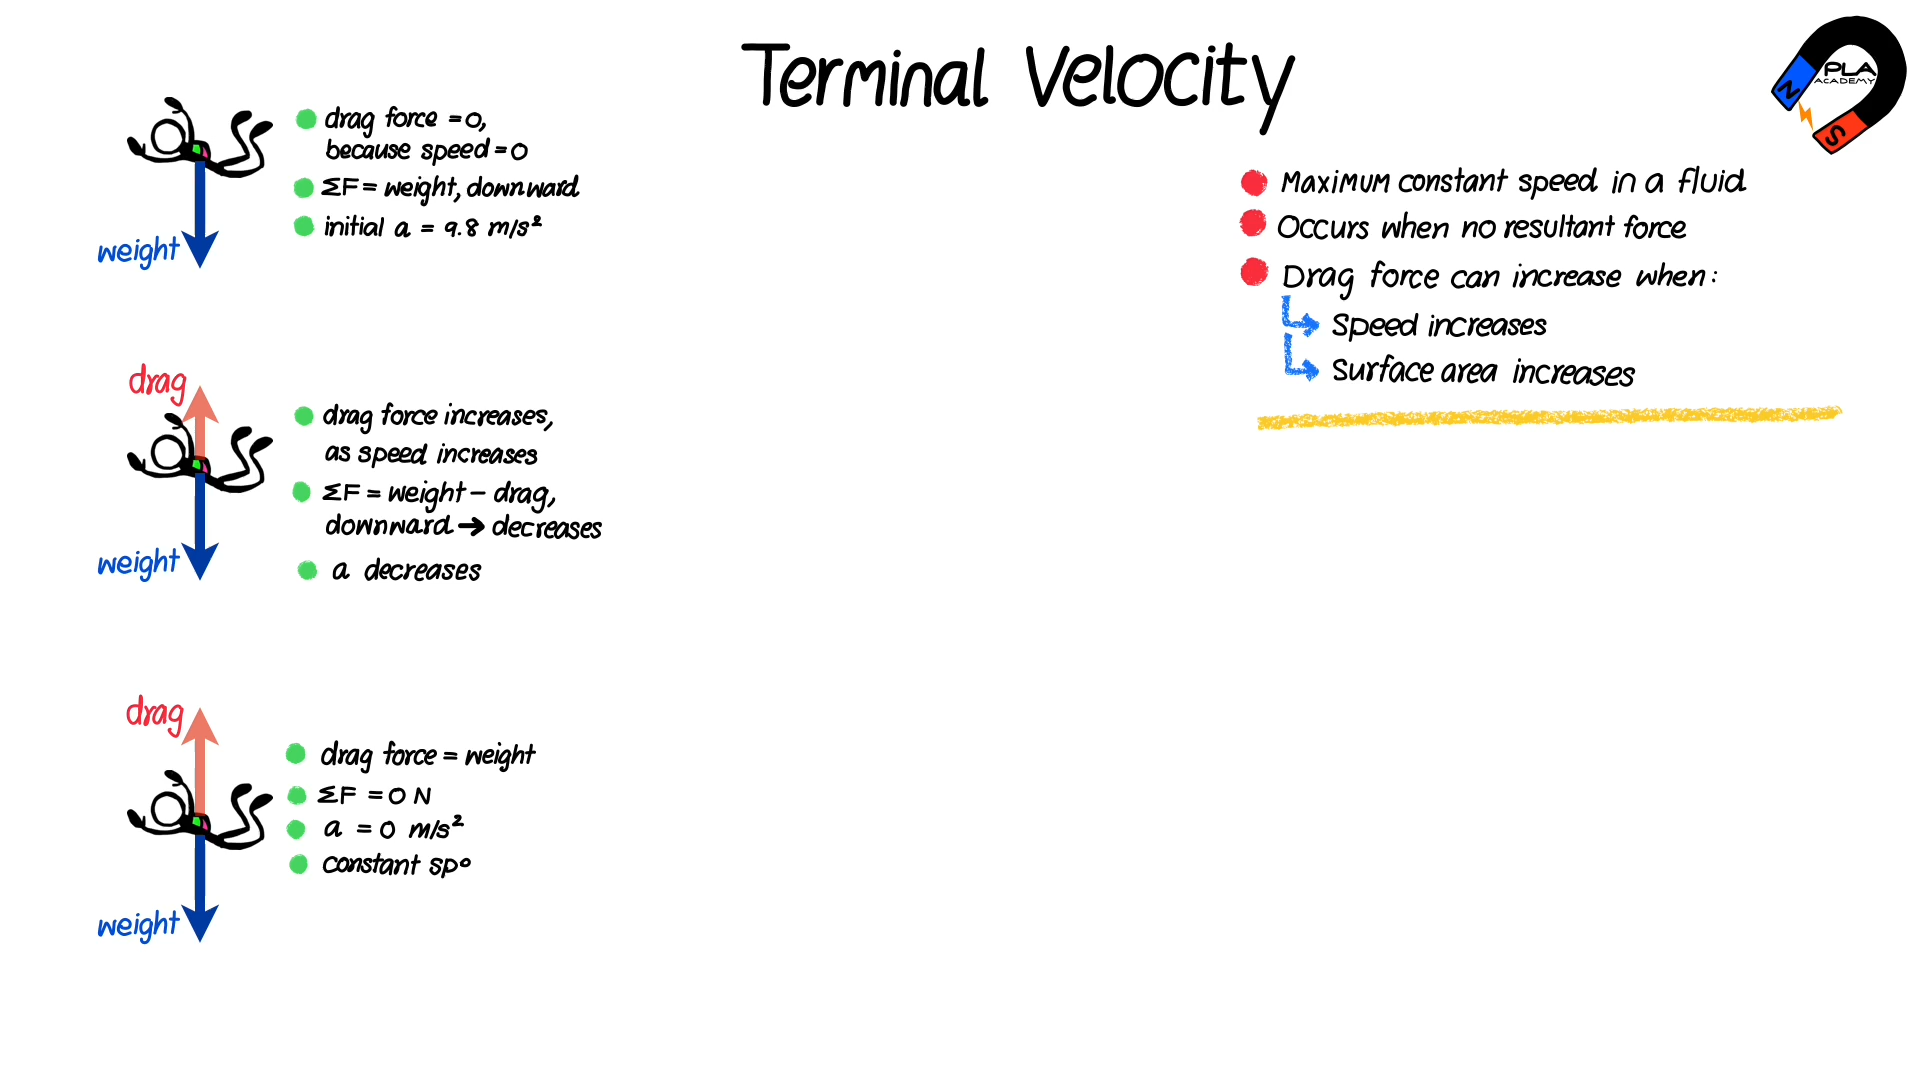 Terminal Velocity
N
PLA
ACADEMY
S
drag force = 0,
because speed = 0
ΣF = weight, downward
initial a = 9.8 m/s²
weight
drag
drag force increases,
as speed increases
ΣF = weight - drag,
downward → decreases
a decreases
weight
drag
drag force = weight
ΣF = 0 N
a = 0 m/s²
constant sp
weight
Maximum constant speed in a fluid
Occurs when no resultant force
Drag force can increase when:
Speed increases
Surface area increases